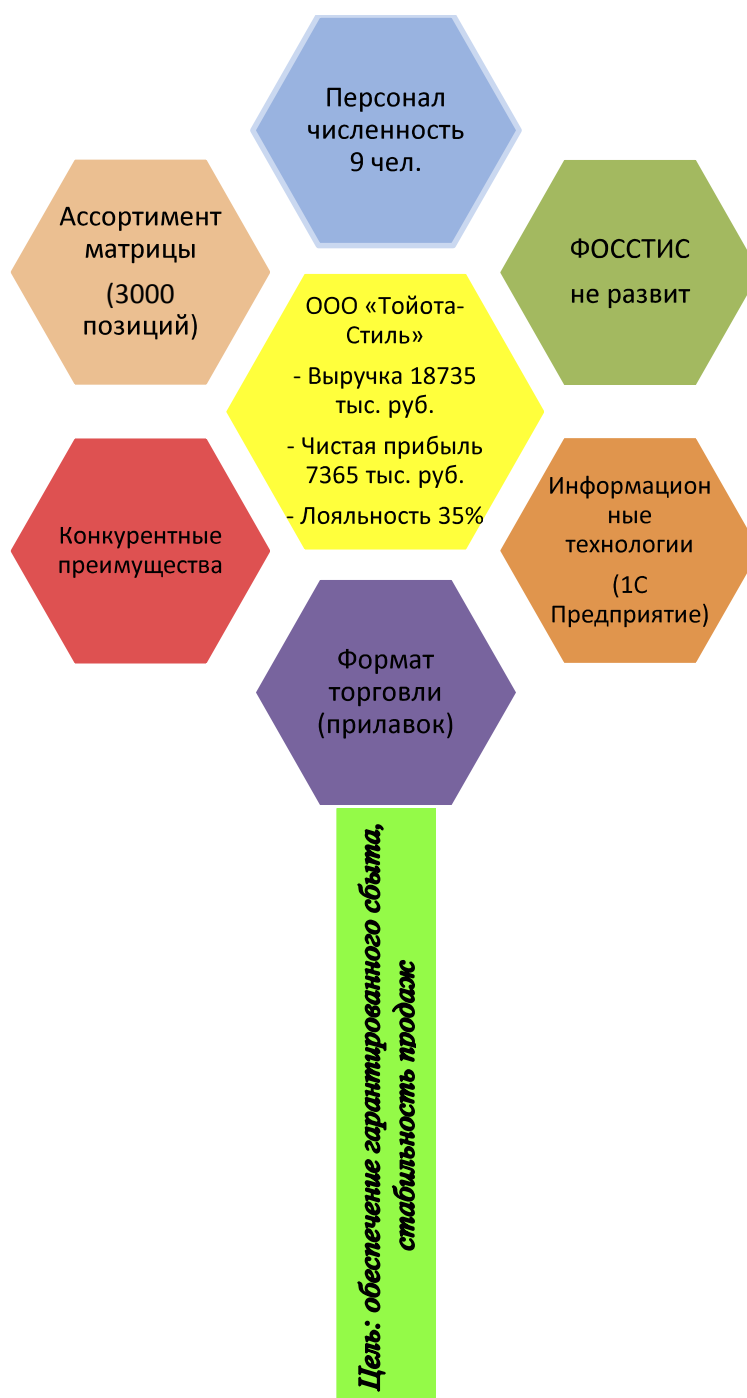 Персонал
численность
9 чел.
Ассортимент
матрицы
(3000
позиций)
ФОССТИС
не развит
ООО «Тойота-
Стиль»
- Выручка 18735
тыс. руб.
- Чистая прибыль
7365 тыс. руб.
- Лояльность 35%
Конкурентные
преимущества
Информацион
ные
технологии
(1С
Предприятие)
Формат
торговли
(прилавок)
Цель: обеспечение гарантированного сбыта,
стабильность продаж